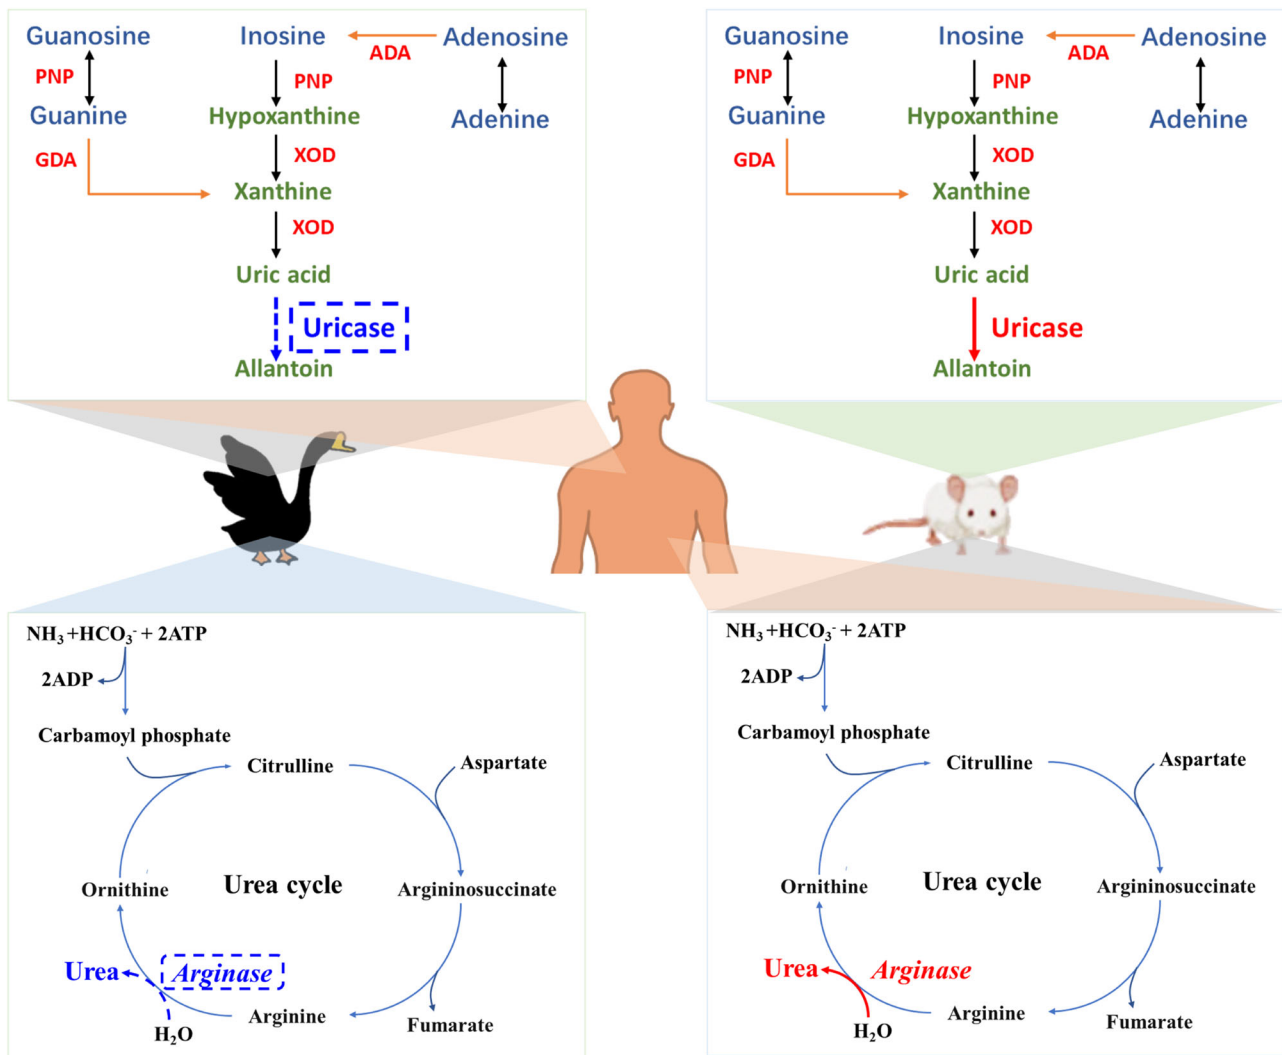 Guanosine
Inosine
Adenosine
ADA
PNP
PNP
Guanine
Hypoxanthine
Adenine
GDA
XOD
Xanthine
XOD
Uric acid
Uricase
Allantoin
Guanosine
Inosine
Adenosine
ADA
PNP
PNP
Guanine
Hypoxanthine
Adenine
GDA
XOD
Xanthine
XOD
Uric acid
Uricase
Allantoin
NH₃+HCO₃⁻+ 2ATP
2ADP
Carbamoyl phosphate
Citrulline
Aspartate
Ornithine
Urea cycle
Argininosuccinate
Urea
Arginase
H₂O
Arginine
Fumarate
NH₃+HCO₃⁻+ 2ATP
2ADP
Carbamoyl phosphate
Citrulline
Aspartate
Ornithine
Urea cycle
Argininosuccinate
Urea
Arginase
H₂O
Arginine
Fumarate